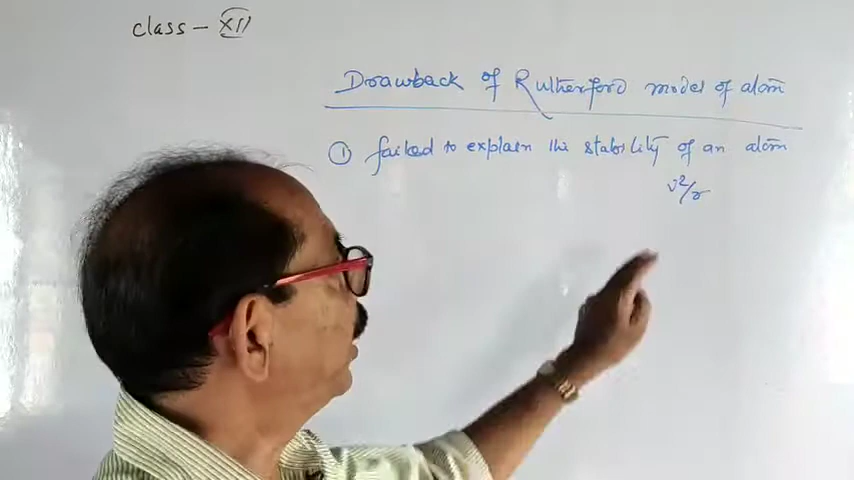 class - XII
Drawback of Rutherford model of atom
① failed to explain the stability of an atom
v²/r